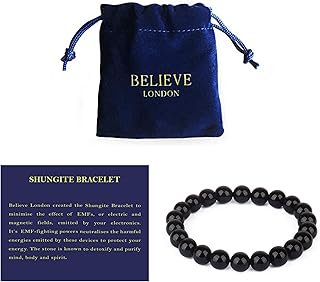 BELIEVE
LONDON
SHUNGITE BRACELET
Believe London created the Shungite Bracelet to
minimise the effect of EMFs, or electric and
magnetic fields, emitted by your electronics.
It's EMF-fighting powers neutralises the harmful
energies emitted by these devices to protect your
energy. The stone is known to detoxify and purify
mind, body and spirit.